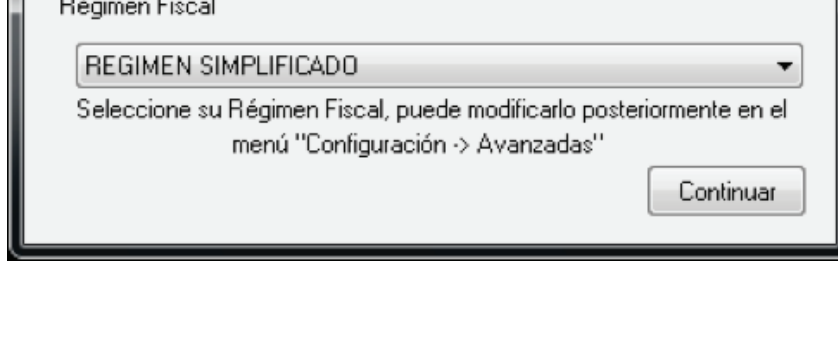 Régimen Fiscal
REGIMEN SIMPLIFICADO
Seleccione su Régimen Fiscal, puede modificarlo posteriormente en el
menú "Configuración -> Avanzadas"
Continuar